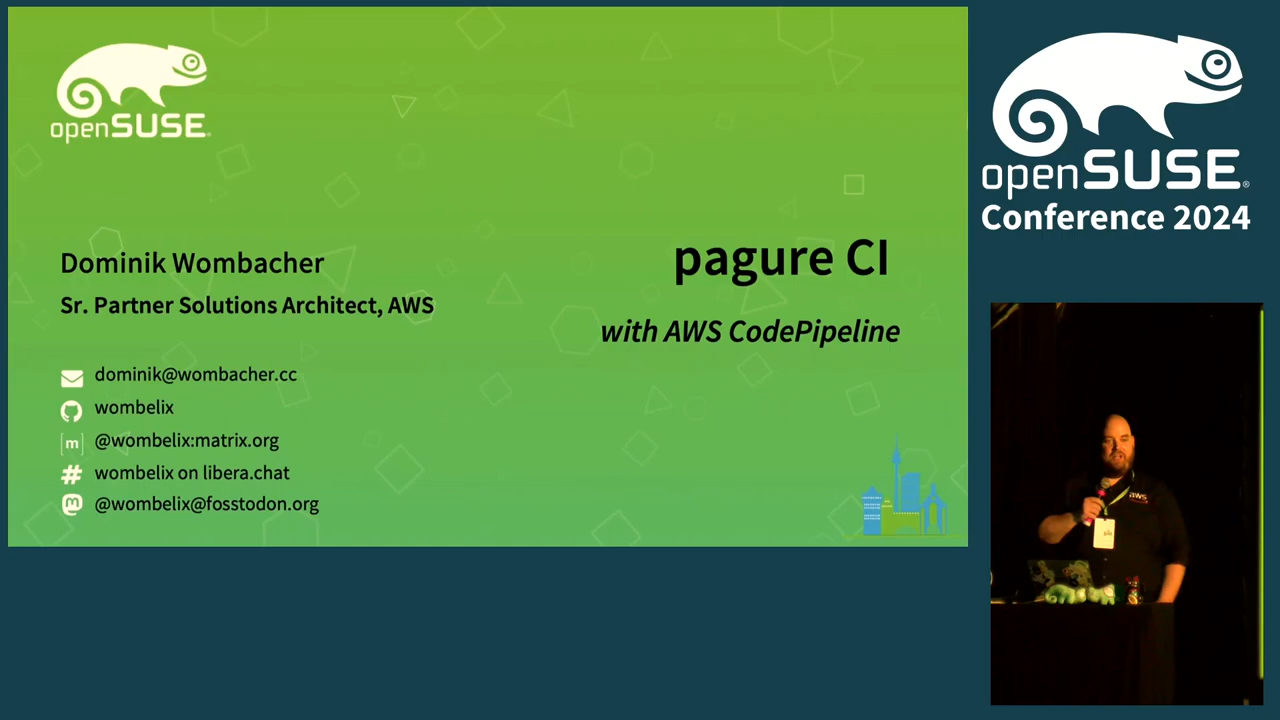 openSUSE
Dominik Wombacher
Sr. Partner Solutions Architect, AWS
dominik@wombacher.cc
wombelix
[m]
@wombelix:matrix.org
#
wombelix on libera.chat
@wombelix@fosstodon.org
pagure CI
with AWS CodePipeline
openSUSE®
Conference 2024
aws